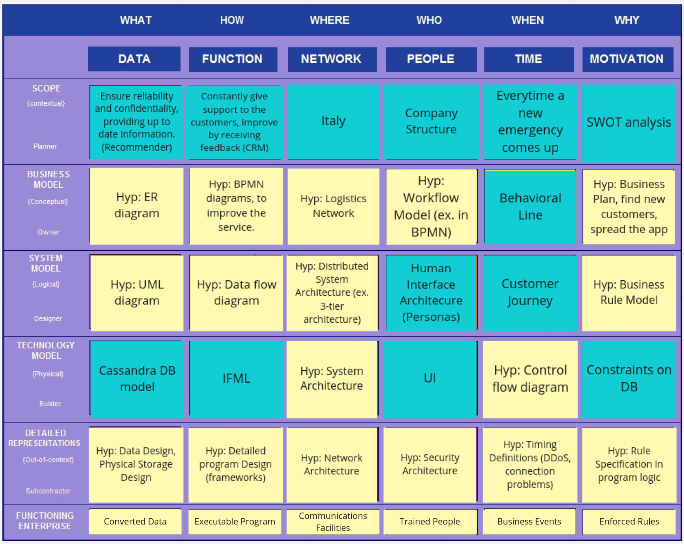 WHAT HOW WHERE WHO WHEN WHY
DATA FUNCTION NETWORK PEOPLE TIME MOTIVATION
SCOPE
{contextual}
Planner
Ensure reliability
and confidentiality,
providing up to
date information.
(Recommender)
Constantly give
support to the
customers, improve
by receiving
feedback (CRM)
Italy
Company
Structure
Everytime a
new
emergency
comes up
SWOT analysis
BUSINESS
MODEL
{Conceptual}
Owner
Hyp: ER
diagram
Hyp: BPMN
diagrams, to
improve the
service.
Hyp: Logistics
Network
Hyp:
Workflow
Model (ex. in
BPMN)
Behavioral
Line
Hyp: Business
Plan, find new
customers,
spread the app
SYSTEM
MODEL
{Logical}
Designer
Hyp: UML
diagram
Hyp: Data flow
diagram
Hyp: Distributed
System
Architecture (ex.
3-tier
architecture)
Human
Interface
Architecure
(Personas)
Customer
Journey
Hyp: Business
Rule Model
TECHNOLOGY
MODEL
{Physical}
Builder
Cassandra DB
model
IFML
Hyp: System
Architecture
UI
Hyp: Control
flow diagram
Constraints on
DB
DETAILED
REPRESENTATIONS
{Out-of-context}
Subcontractor
Hyp: Data Design,
Physical Storage
Design
Hyp: Detailed
program Design
(frameworks)
Hyp: Network
Architecture
Hyp: Security
Architecture
Hyp: Timing
Definitions (DDoS,
connection
problems)
Hyp: Rule
Specification in
program logic
FUNCTIONING
ENTERPRISE
Converted Data
Executable Program
Communications
Facilities
Trained People
Business Events
Enforced Rules